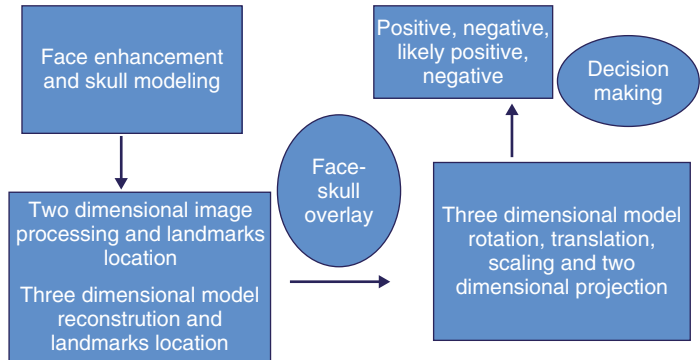 Face enhancement
and skull modeling
Two dimensional image
processing and landmarks
location
Three dimensional model
reconstrution and
landmarks location
Face-
skull
overlay
Three dimensional model
rotation, translation,
scaling and two
dimensional projection
Positive, negative,
likely positive,
negative
Decision
making